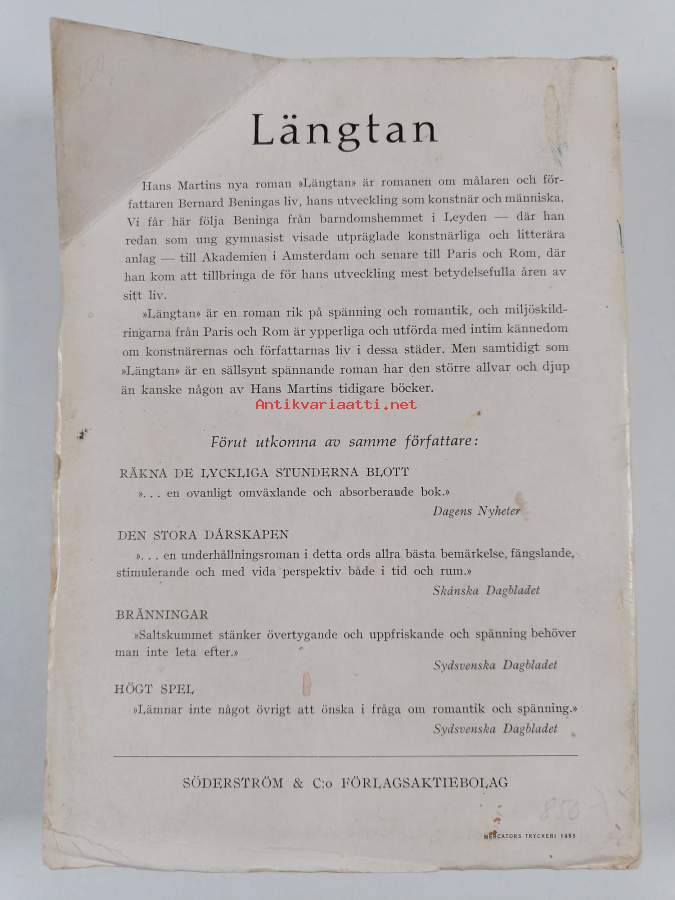 Längtan
Hans Martins nya roman »Längtan» är romanen om målaren och för-
fattaren Bernard Beningas liv, hans utveckling som konstnär och människa.
Vi får här följa Beninga från barndomshemmet i Leyden — där han
redan som ung gymnasist visade utpräglade konstnärliga och litterära
anlag — till Akademien i Amsterdam och senare till Paris och Rom, där
han kom att tillbringa de för hans utveckling mest betydelsefulla åren av
sitt liv.
»Längtan» är en roman rik på spänning och romantik, och miljöskild-
ringarna från Paris och Rom är ypperliga och utförda med intim kännedom
om konstnärernas och författarnas liv i dessa städer. Men samtidigt som
»Längtan» är en sällsynt spännande roman har den större allvar och djup
än kanske någon av Hans Martins tidigare böcker.
Antikvariaatti.net
Förut utkomna av samme författare:
RÄKNA DE LYCKLIGA STUNDERNA BLOTT
»... en ovanligt omväxlande och absorberande bok.»
Dagens Nyheter
DEN STORA DÅRSKAPEN
»... en underhållningsroman i detta ords allra bästa bemärkelse, fängslande,
stimulerande och med vida perspektiv både i tid och rum.»
Skånska Dagbladet
BRÄNNINGAR
»Saltskummet stänker övertygande och uppfriskande och spänning behöver
man inte leta efter.»
Sydsvenska Dagbladet
HÖGT SPEL
»Lämnar inte något övrigt att önska i fråga om romantik och spänning.»
Sydsvenska Dagbladet
SÖDERSTRÖM & C:o FÖRLAGSAKTIEBOLAG
850
MERCATORS TRYCKERI